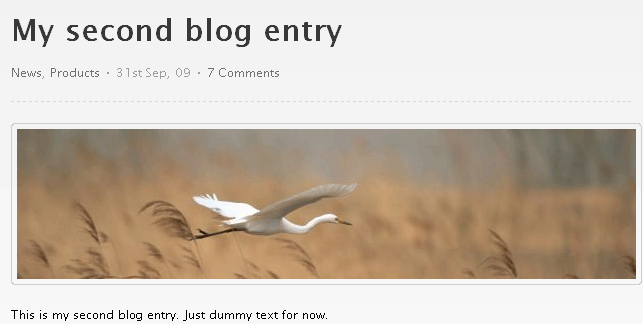 My second blog entry
News, Products • 31st Sep, 09 • 7 Comments
This is my second blog entry. Just dummy text for now.